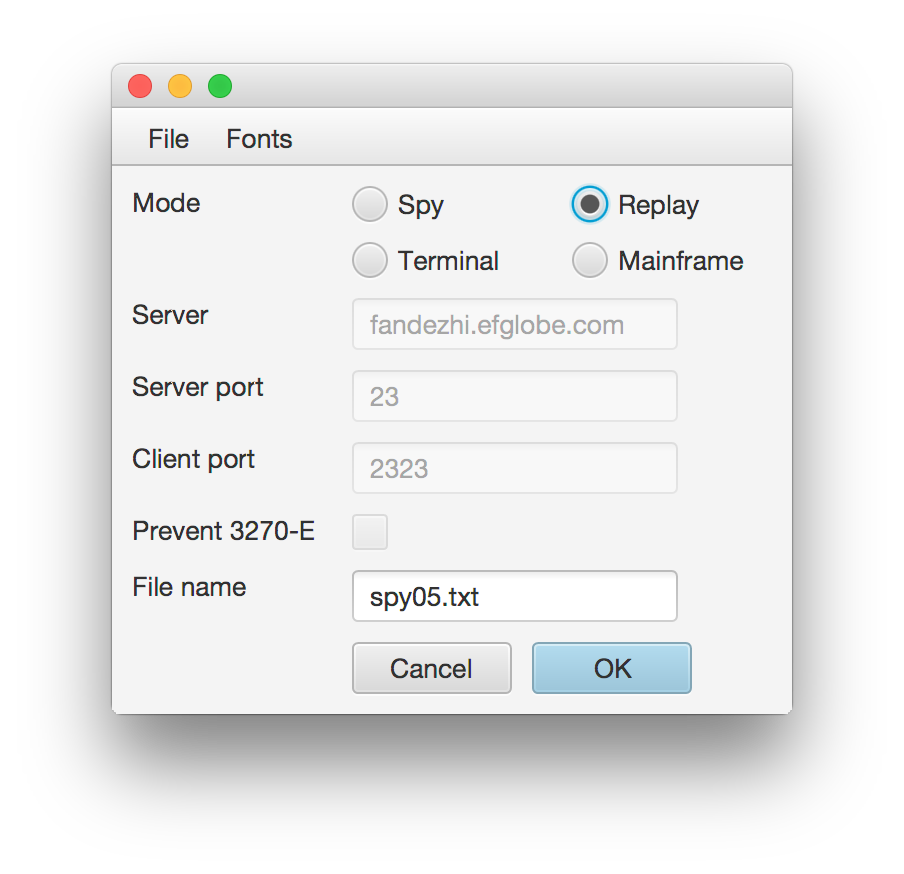 File Fonts
Mode Spy Replay
Terminal Mainframe
Server fandezhi.efglobe.com
Server port 23
Client port 2323
Prevent 3270-E
File name spy05.txt
Cancel OK